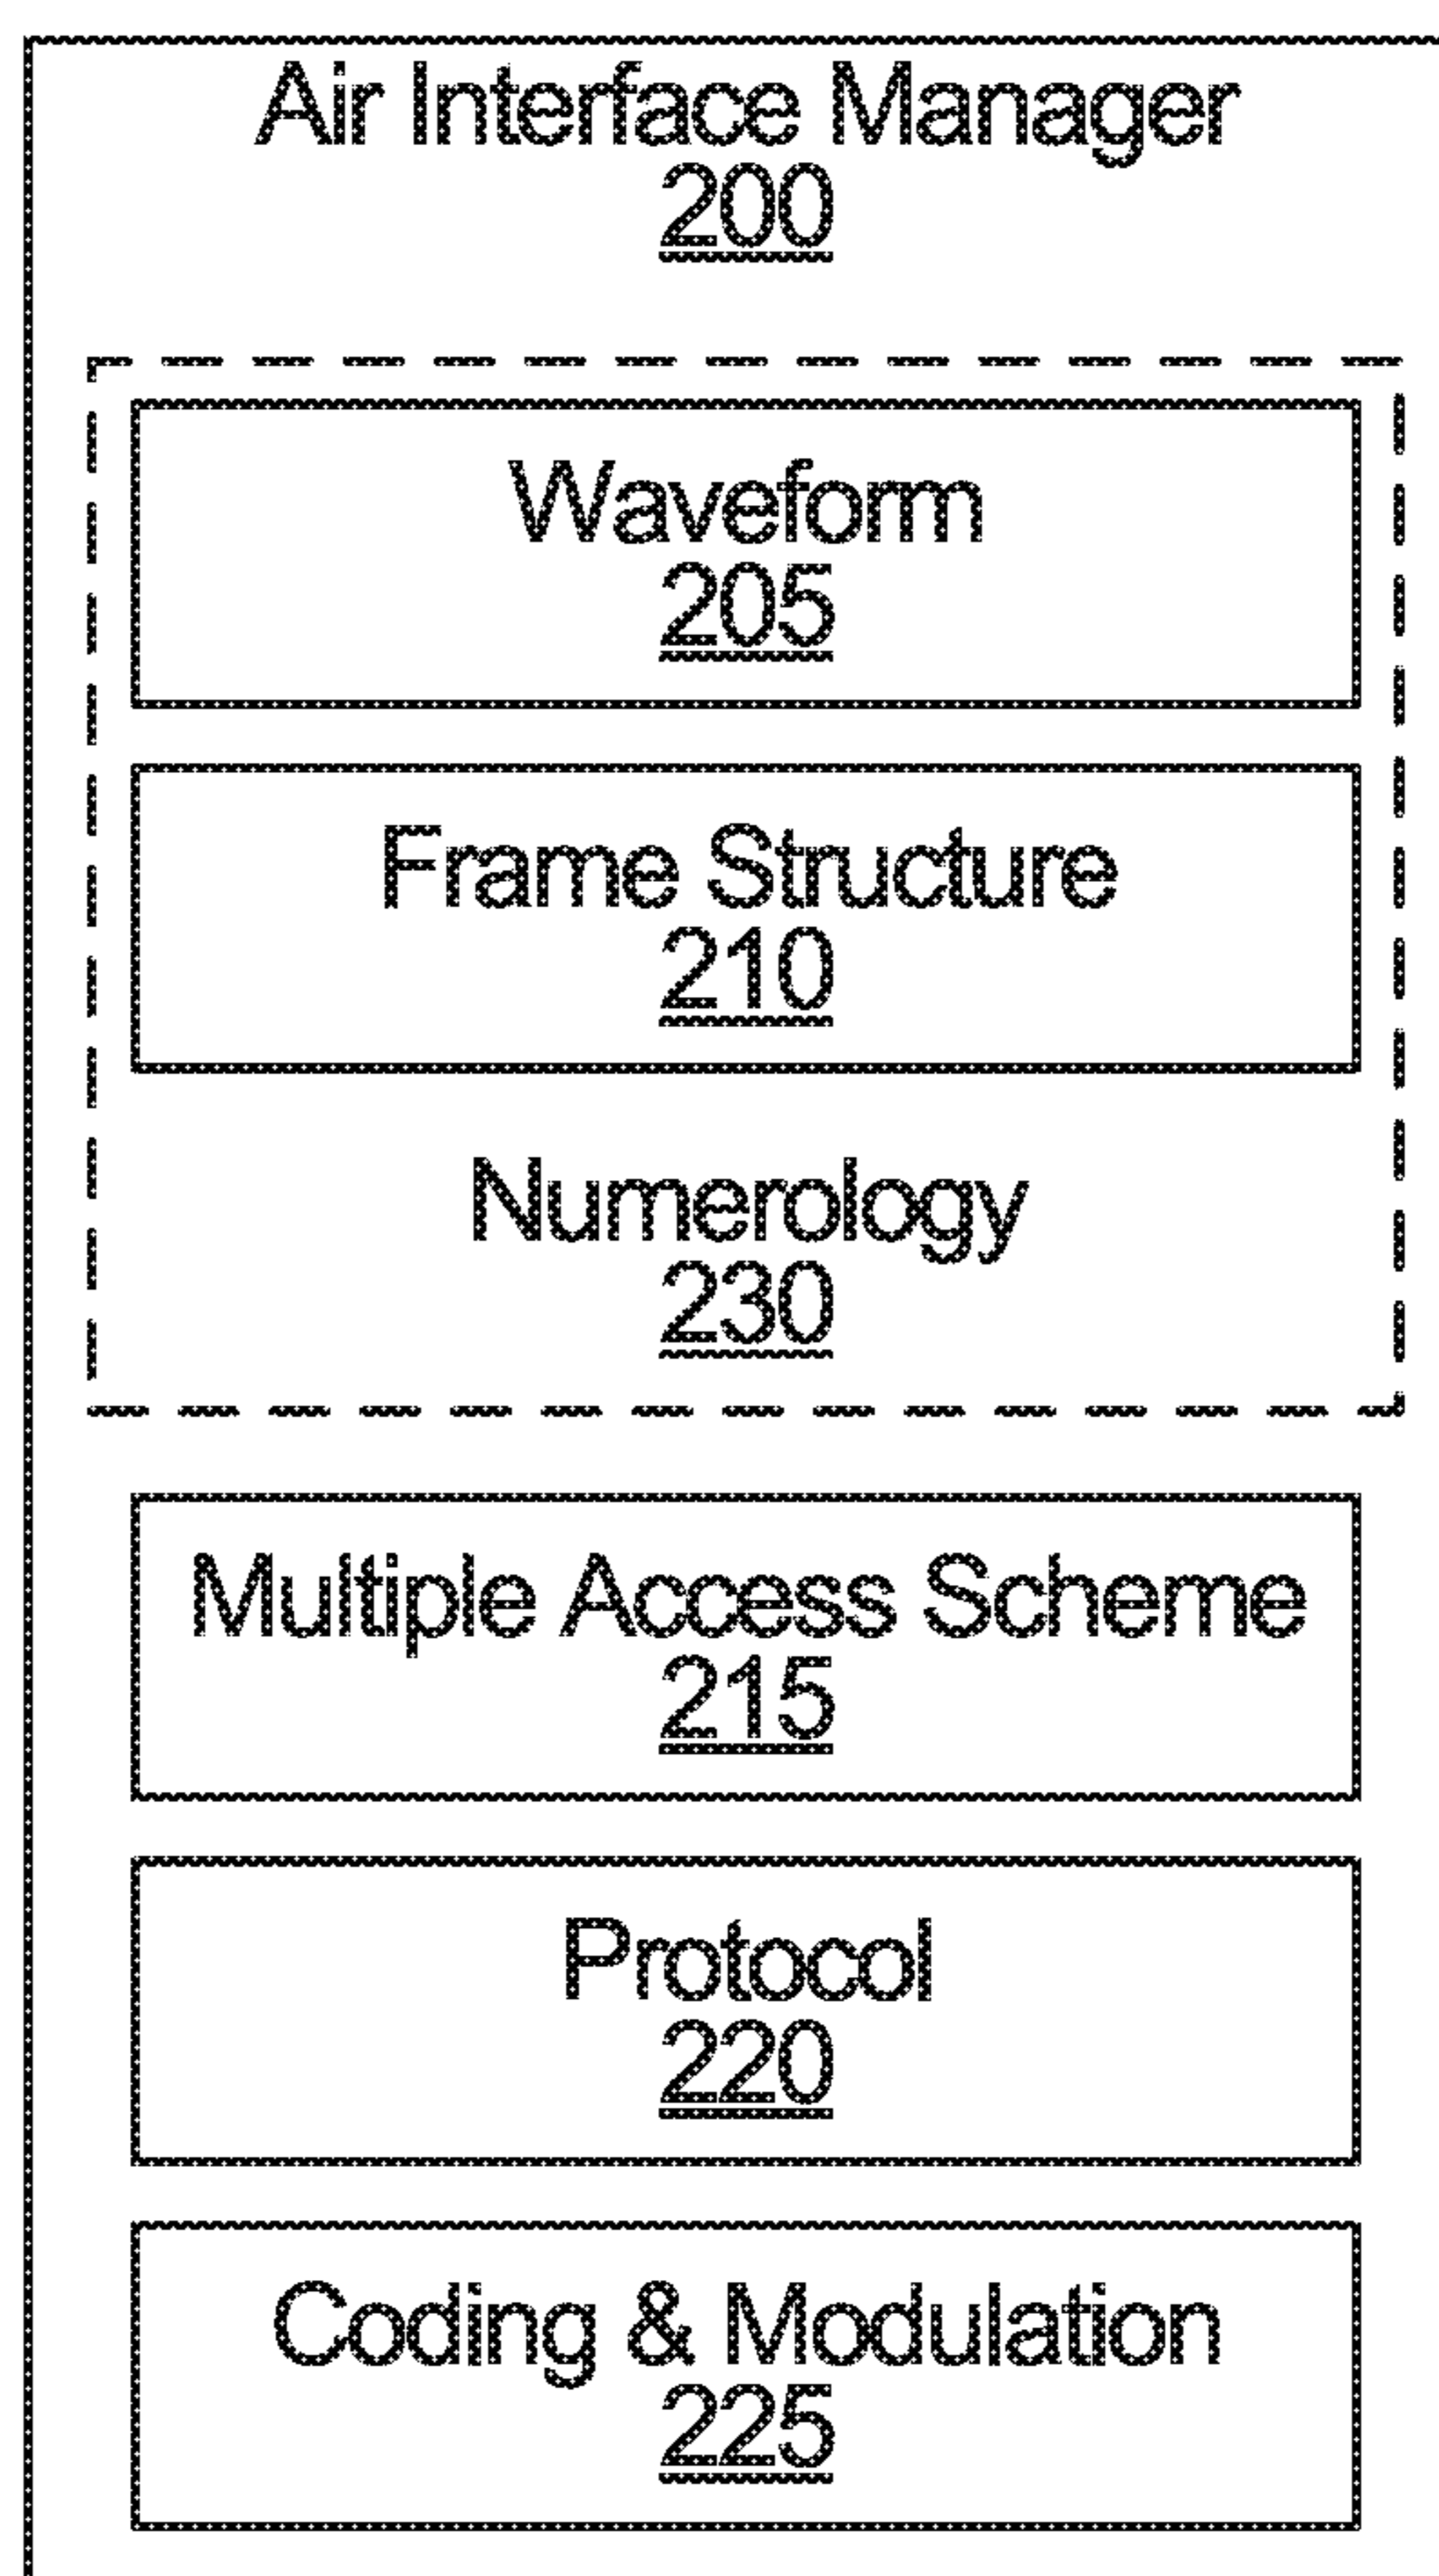 Air Interface Manager
200
Waveform
205
Frame Structure
210
Numerology
230
Multiple Access Scheme
215
Protocol
220
Coding & Modulation
225